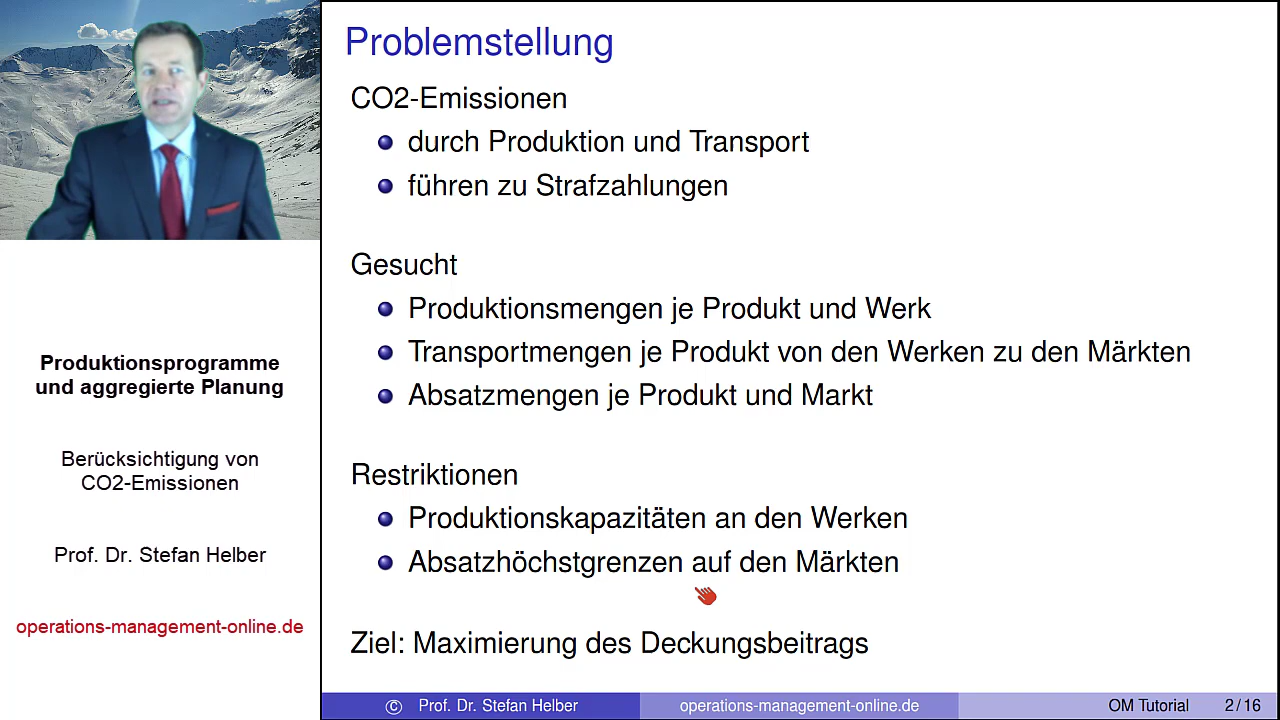 Problemstellung
CO2-Emissionen
durch Produktion und Transport
führen zu Strafzahlungen
Gesucht
Produktionsmengen je Produkt und Werk
Transportmengen je Produkt von den Werken zu den Märkten
Absatzmengen je Produkt und Markt
Restriktionen
Produktionskapazitäten an den Werken
Absatzhöchstgrenzen auf den Märkten
Ziel: Maximierung des Deckungsbeitrags
Produktionsprogramme
und aggregierte Planung
Berücksichtigung von
CO2-Emissionen
Prof. Dr. Stefan Helber
operations-management-online.de
© Prof. Dr. Stefan Helber operations-management-online.de OM Tutorial 2/16